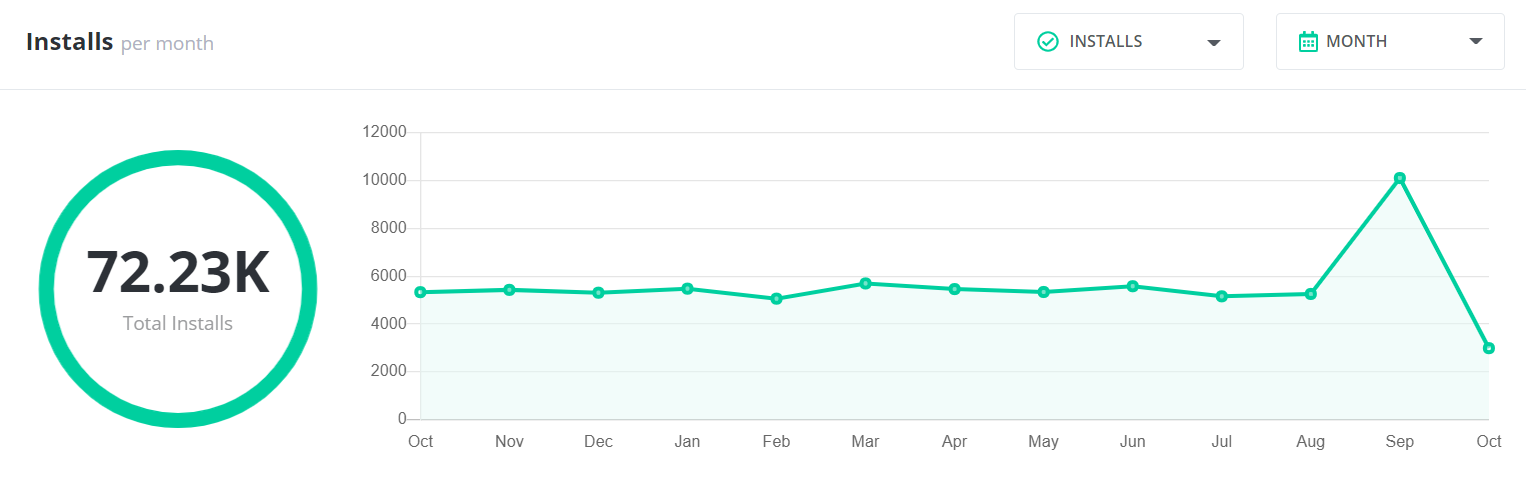 Installs per month
INSTALLS
MONTH
72.23K
Total Installs
12000
10000
8000
6000
4000
2000
0
Oct Nov Dec Jan Feb Mar Apr May Jun Jul Aug Sep Oct